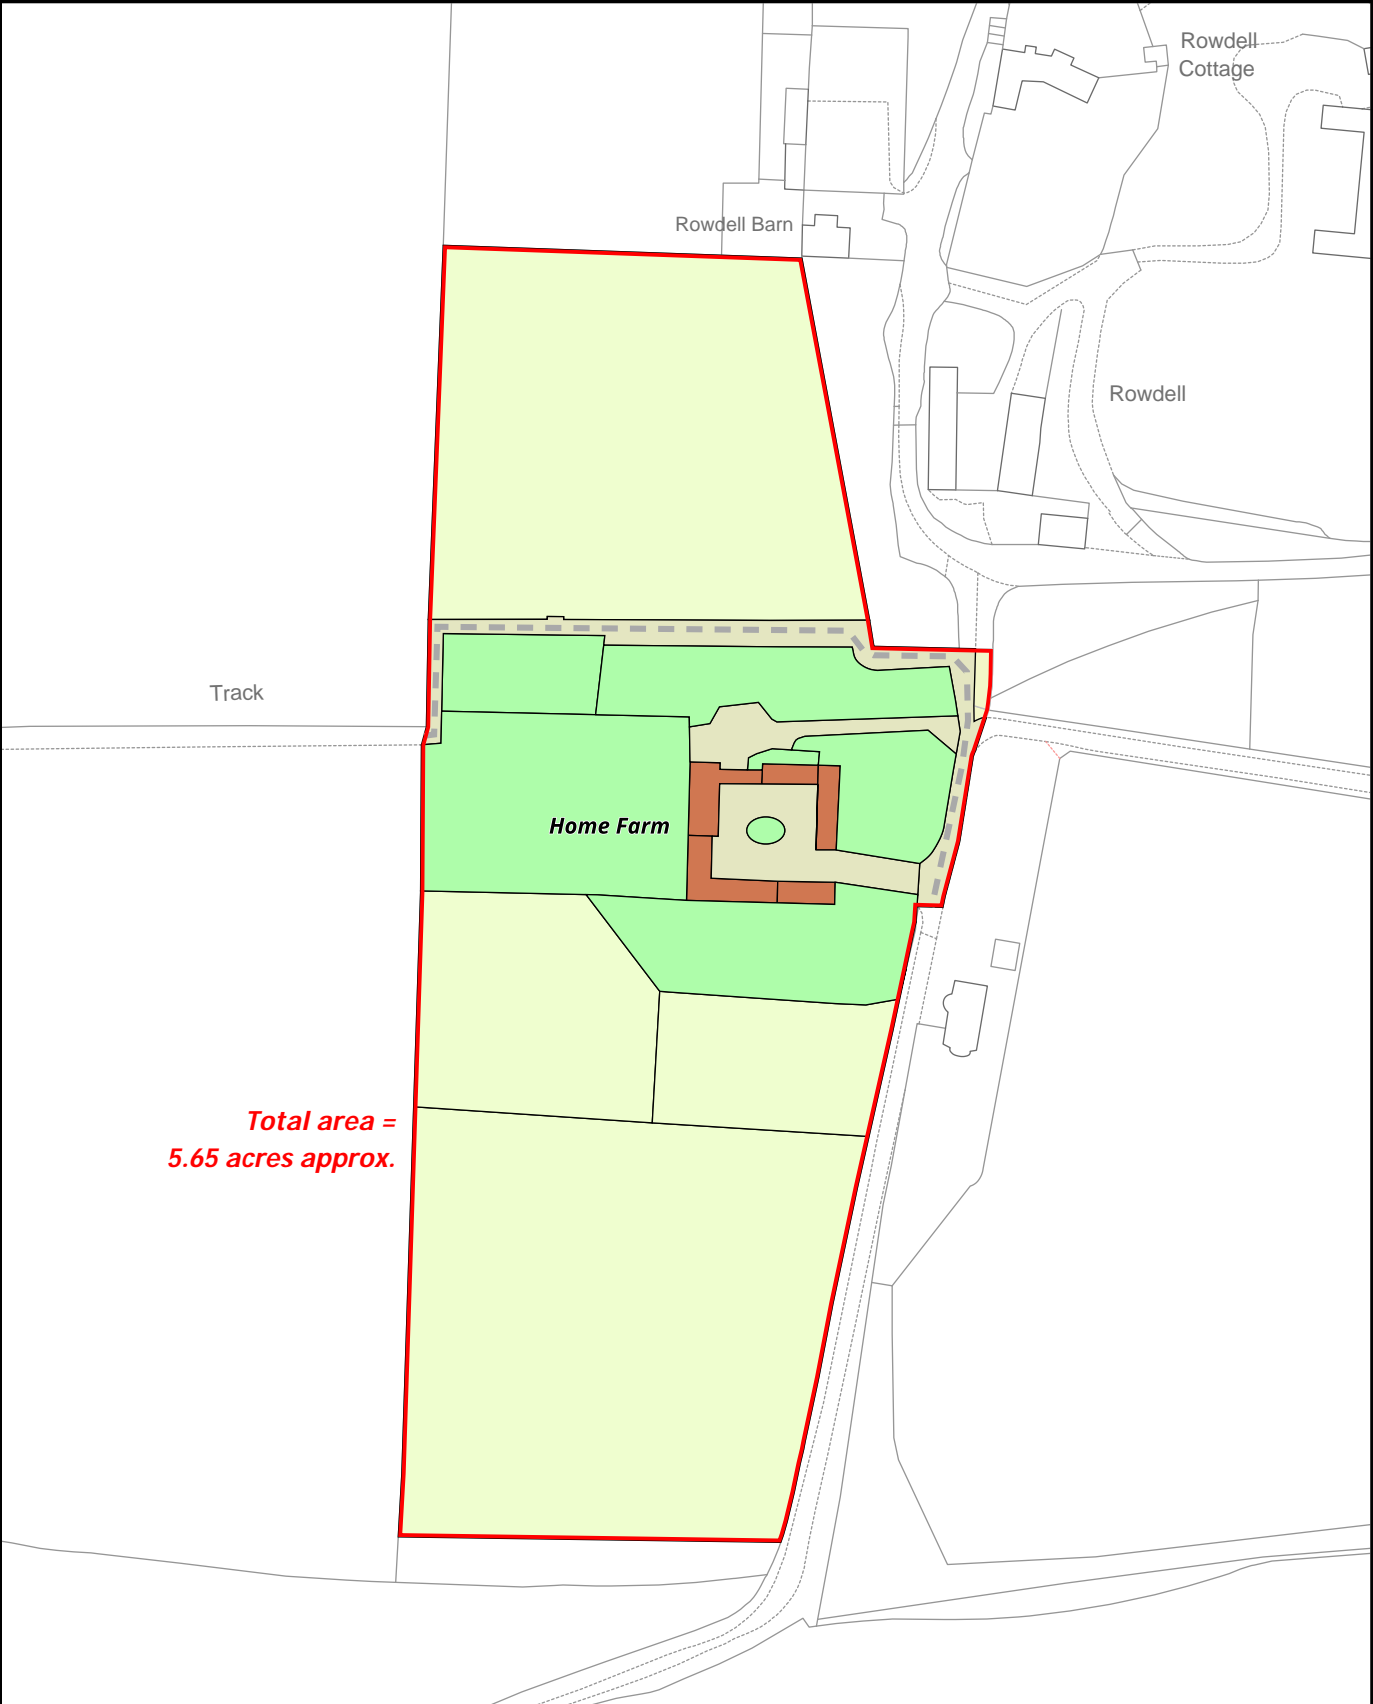 Rowdell
Cottage
Rowdell Barn
Rowdell
Track
Home Farm
Total area =
5.65 acres approx.